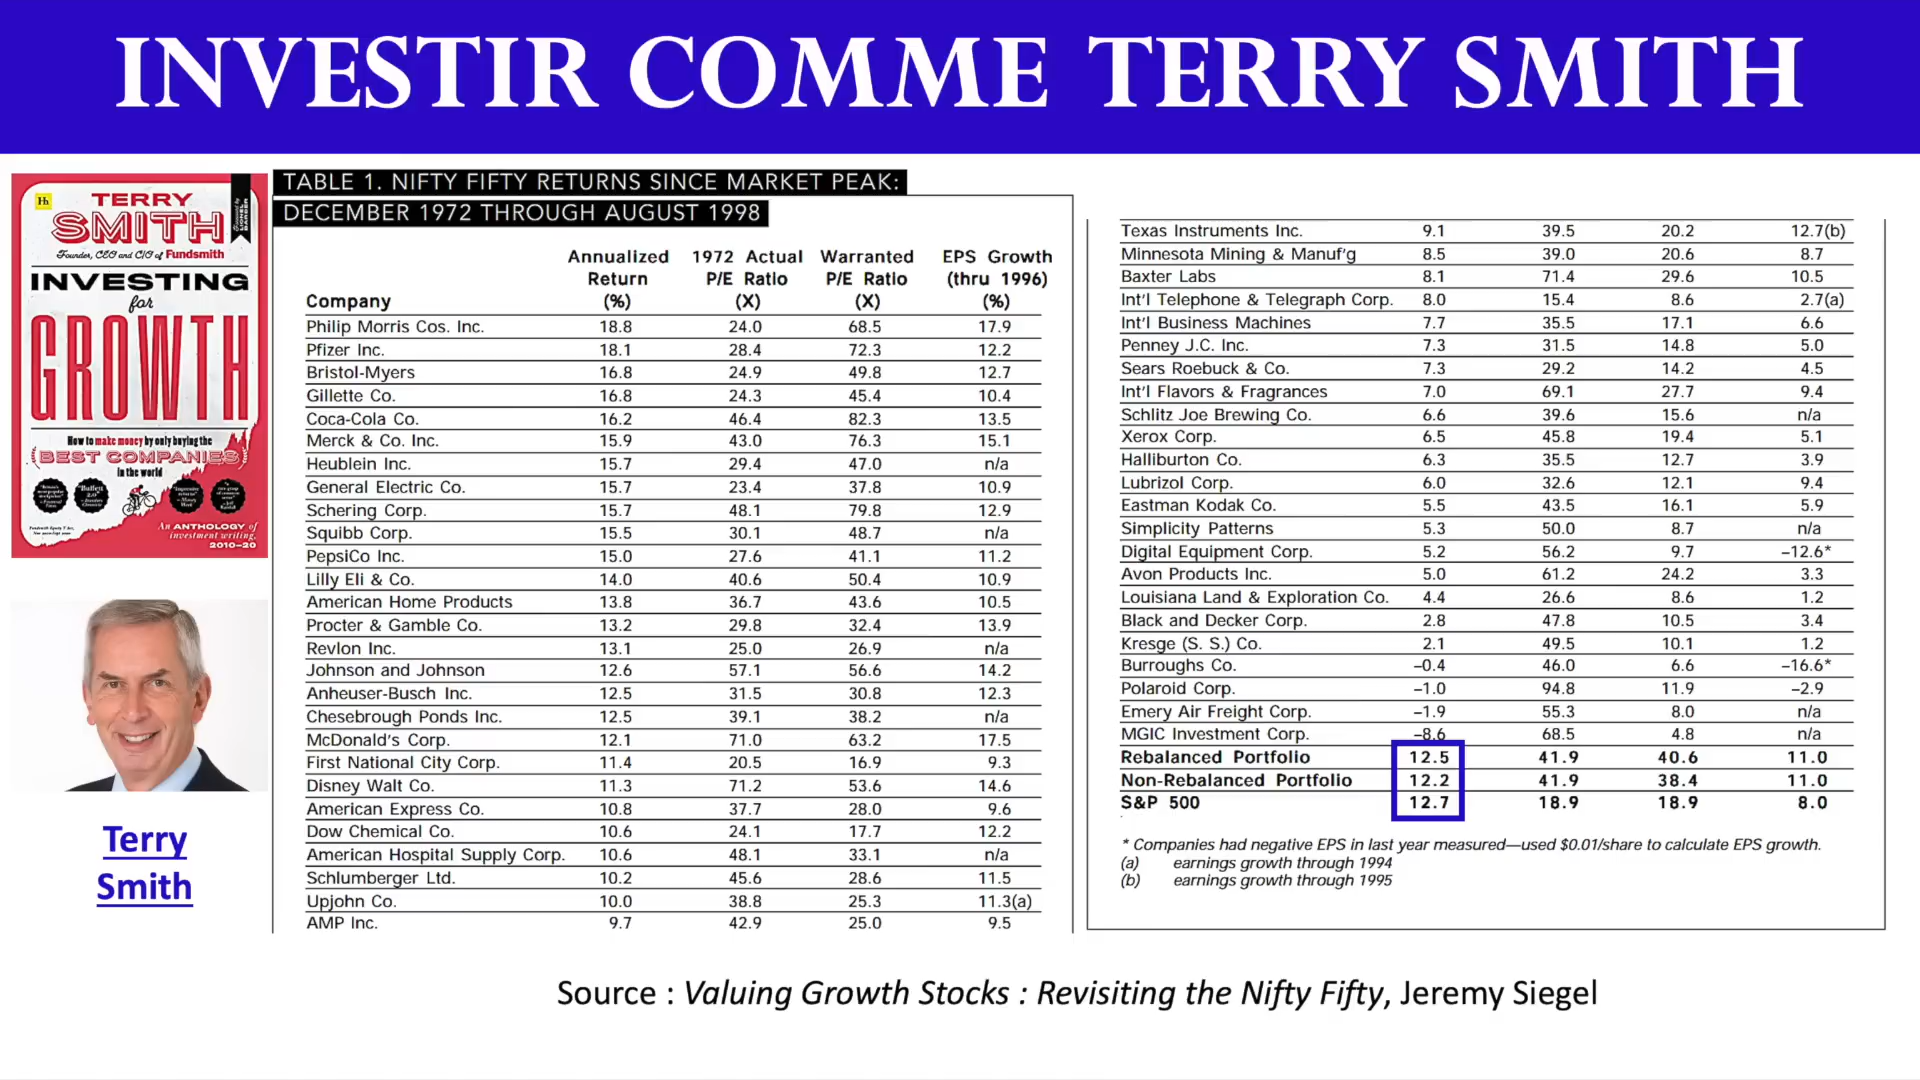 INVESTIR COMME TERRY SMITH
Hh
TERRY
SMITH
Founder, CEO and CIO of Fundsmith
INVESTING
for
GROWTH
How to make money by only buying the
BEST COMPANIES
in the world
An ANTHOLOGY of
investment writing,
2010–20
Terry
Smith
TABLE 1. NIFTY FIFTY RETURNS SINCE MARKET PEAK:
DECEMBER 1972 THROUGH AUGUST 1998
Annualized 1972 Actual Warranted EPS Growth
Return P/E Ratio P/E Ratio (thru 1996)
Company (%) (X) (X) (%)
Philip Morris Cos. Inc. 18.8 24.0 68.5 17.9
Pfizer Inc. 18.1 28.4 72.3 12.2
Bristol-Myers 16.8 24.9 49.8 12.7
Gillette Co. 16.8 24.3 45.4 10.4
Coca-Cola Co. 16.2 46.4 82.3 13.5
Merck & Co. Inc. 15.9 43.0 76.3 15.1
Heublein Inc. 15.7 29.4 47.0 n/a
General Electric Co. 15.7 23.4 37.8 10.9
Schering Corp. 15.7 48.1 79.8 12.9
Squibb Corp. 15.5 30.1 48.7 n/a
PepsiCo Inc. 15.0 27.6 41.1 11.2
Lilly Eli & Co. 14.0 40.6 50.4 10.9
American Home Products 13.8 36.7 43.6 10.5
Procter & Gamble Co. 13.2 29.8 32.4 13.9
Revlon Inc. 13.1 25.0 26.9 n/a
Johnson and Johnson 12.6 57.1 56.6 14.2
Anheuser-Busch Inc. 12.5 31.5 30.8 12.3
Chesebrough Ponds Inc. 12.5 39.1 38.2 n/a
McDonald's Corp. 12.1 71.0 63.2 17.5
First National City Corp. 11.4 20.5 16.9 9.3
Disney Walt Co. 11.3 71.2 53.6 14.6
American Express Co. 10.8 37.7 28.0 9.6
Dow Chemical Co. 10.6 24.1 17.7 12.2
American Hospital Supply Corp. 10.6 48.1 33.1 n/a
Schlumberger Ltd. 10.2 45.6 28.6 11.5
Upjohn Co. 10.0 38.8 25.3 11.3(a)
AMP Inc. 9.7 42.9 25.0 9.5
Texas Instruments Inc. 9.1 39.5 20.2 12.7(b)
Minnesota Mining & Manuf'g 8.5 39.0 20.6 8.7
Baxter Labs 8.1 71.4 29.6 10.5
Int'l Telephone & Telegraph Corp. 8.0 15.4 8.6 2.7(a)
Int'l Business Machines 7.7 35.5 17.1 6.6
Penney J.C. Inc. 7.3 31.5 14.8 5.0
Sears Roebuck & Co. 7.3 29.2 14.2 4.5
Int'l Flavors & Fragrances 7.0 69.1 27.7 9.4
Schlitz Joe Brewing Co. 6.6 39.6 15.6 n/a
Xerox Corp. 6.5 45.8 19.4 5.1
Halliburton Co. 6.3 35.5 12.7 3.9
Lubrizol Corp. 6.0 32.6 12.1 9.4
Eastman Kodak Co. 5.5 43.5 16.1 5.9
Simplicity Patterns 5.3 50.0 8.7 n/a
Digital Equipment Corp. 5.2 56.2 9.7 –12.6*
Avon Products Inc. 5.0 61.2 24.2 3.3
Louisiana Land & Exploration Co. 4.4 26.6 8.6 1.2
Black and Decker Corp. 2.8 47.8 10.5 3.4
Kresge (S. S.) Co. 2.1 49.5 10.1 1.2
Burroughs Co. –0.4 46.0 6.6 –16.6*
Polaroid Corp. –1.0 94.8 11.9 –2.9
Emery Air Freight Corp. –1.9 55.3 8.0 n/a
MGIC Investment Corp. –8.6 68.5 4.8 n/a
Rebalanced Portfolio 12.5 41.9 40.6 11.0
Non-Rebalanced Portfolio 12.2 41.9 38.4 11.0
S&P 500 12.7 18.9 18.9 8.0
* Companies had negative EPS in last year measured—used $0.01/share to calculate EPS growth.
(a) earnings growth through 1994
(b) earnings growth through 1995
Source : Valuing Growth Stocks : Revisiting the Nifty Fifty, Jeremy Siegel